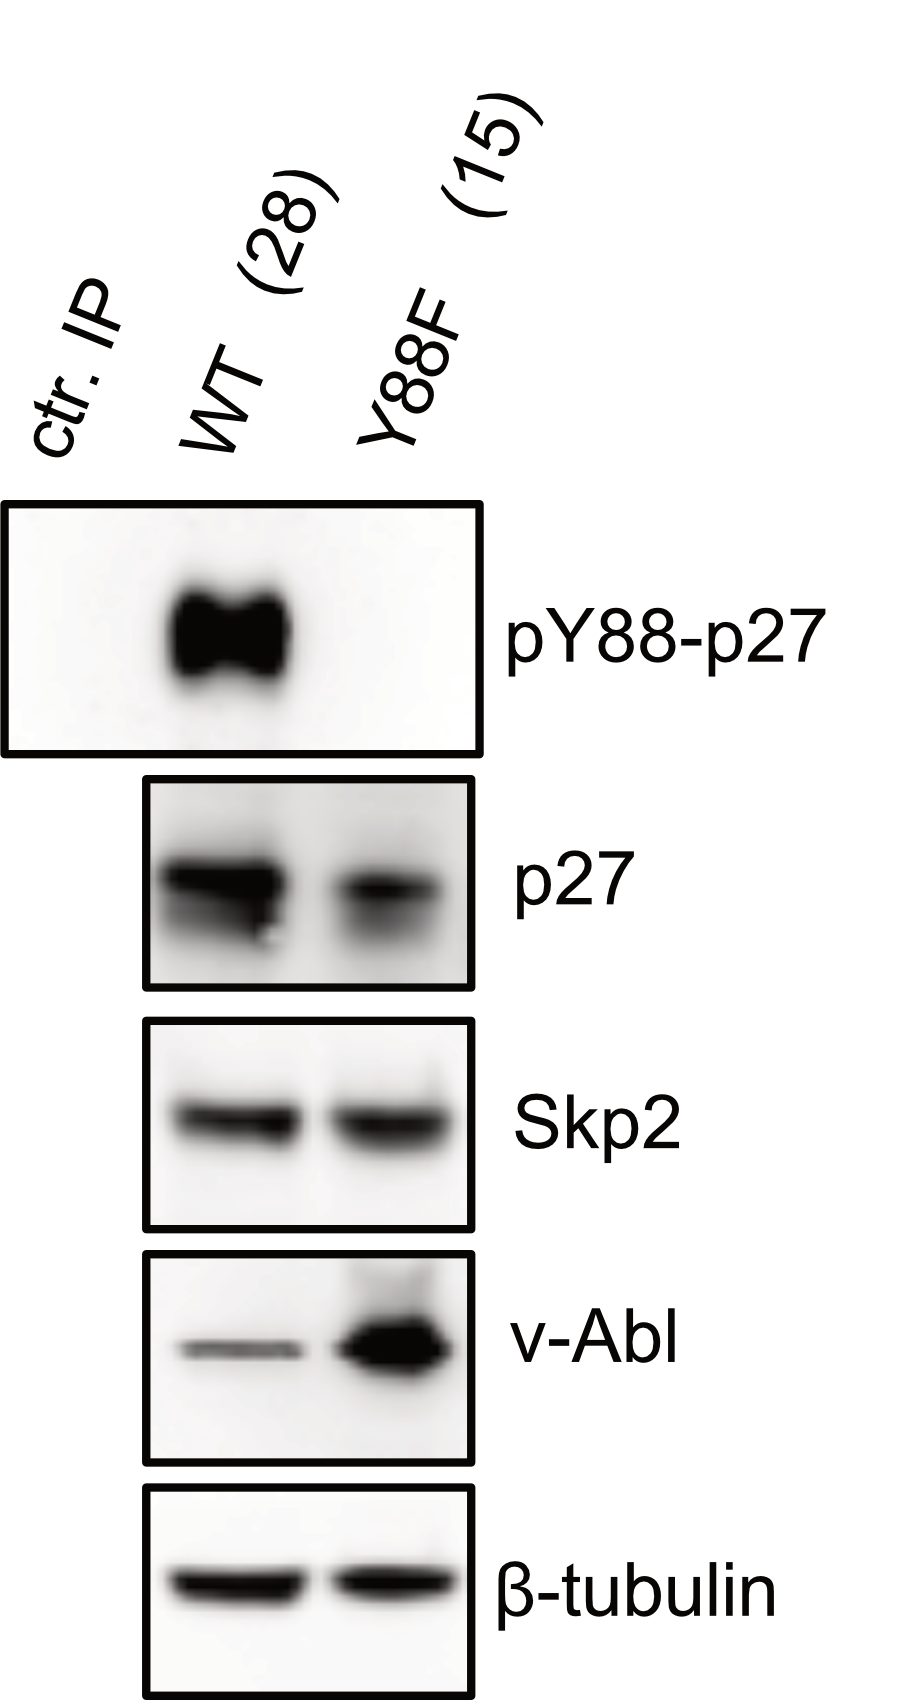 ctr. IP
WT (28)
Y88F (15)
pY88-p27
p27
Skp2
v-Abl
β-tubulin